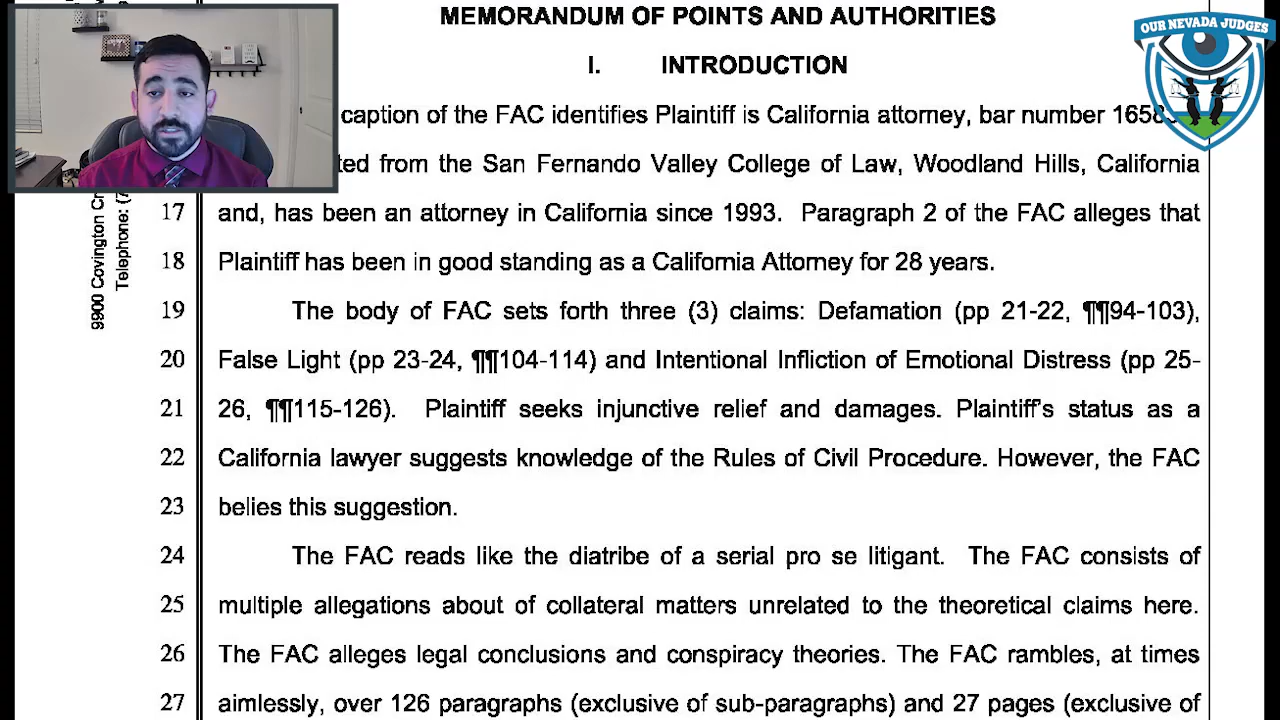 MEMORANDUM OF POINTS AND AUTHORITIES
OUR NEVADA JUDGES
I. INTRODUCTION
caption of the FAC identifies Plaintiff is California attorney, bar number
from the San Fernando Valley College of Law, Woodland Hills, California
17 and, has been an attorney in California since 1993. Paragraph 2 of the FAC alleges that
18 Plaintiff has been in good standing as a California Attorney for 28 years.
19 The body of FAC sets forth three (3) claims: Defamation (pp 21-22, ¶¶94-103),
20 False Light (pp 23-24, ¶¶104-114) and Intentional Infliction of Emotional Distress (pp 25-
21 26, ¶¶115-126). Plaintiff seeks injunctive relief and damages. Plaintiff's status as a
22 California lawyer suggests knowledge of the Rules of Civil Procedure. However, the FAC
23 belies this suggestion.
24 The FAC reads like the diatribe of a serial pro se litigant. The FAC consists of
25 multiple allegations about of collateral matters unrelated to the theoretical claims here.
26 The FAC alleges legal conclusions and conspiracy theories. The FAC rambles, at times
27 aimlessly, over 126 paragraphs (exclusive of sub-paragraphs) and 27 pages (exclusive of
9900 Covington
Telephone: